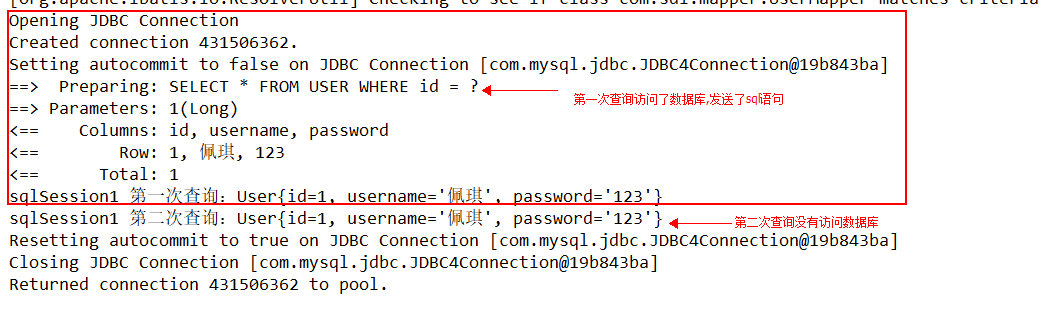 [org.apache.ibatis.io.ResolverUtil] Checking to see if class com.sdl.mapper.UserMapper matches criteria
Opening JDBC Connection
Created connection 431506362.
Setting autocommit to false on JDBC Connection [com.mysql.jdbc.JDBC4Connection@19b843ba]
==>  Preparing: SELECT * FROM USER WHERE id = ?
第一次查询访问了数据库,发送了sql语句
==> Parameters: 1(Long)
<==    Columns: id, username, password
<==        Row: 1, 佩琪, 123
<==      Total: 1
sqlSession1 第一次查询：User{id=1, username='佩琪', password='123'}
sqlSession1 第二次查询：User{id=1, username='佩琪', password='123'}
第二次查询没有访问数据库
Resetting autocommit to true on JDBC Connection [com.mysql.jdbc.JDBC4Connection@19b843ba]
Closing JDBC Connection [com.mysql.jdbc.JDBC4Connection@19b843ba]
Returned connection 431506362 to pool.